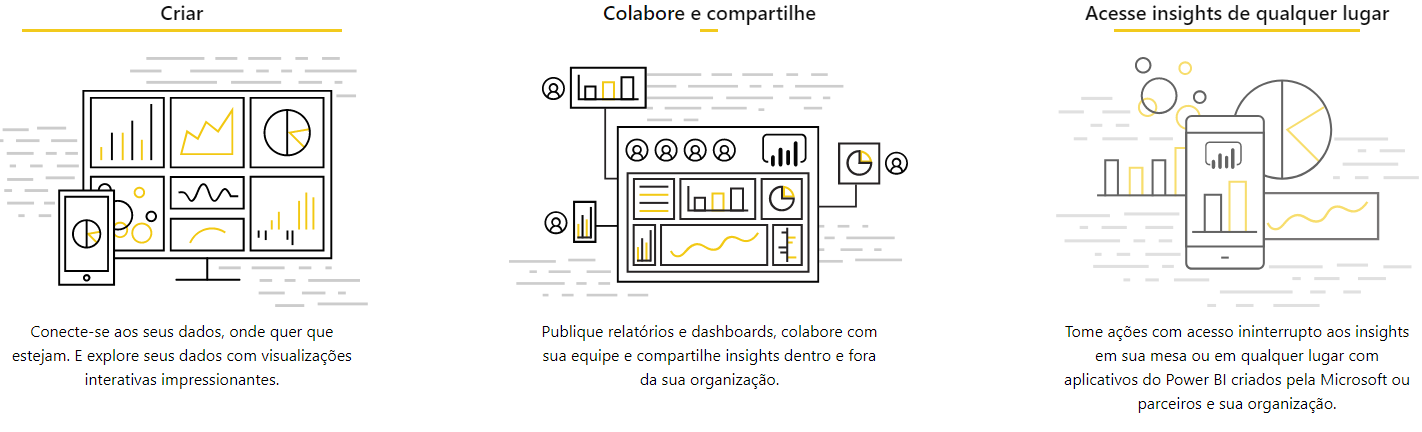 Criar
Conecte-se aos seus dados, onde quer que
estejam. E explore seus dados com visualizações
interativas impressionantes.
Colabore e compartilhe
Publique relatórios e dashboards, colabore com
sua equipe e compartilhe insights dentro e fora
da sua organização.
Acesse insights de qualquer lugar
Tome ações com acesso ininterrupto aos insights
em sua mesa ou em qualquer lugar com
aplicativos do Power BI criados pela Microsoft ou
parceiros e sua organização.